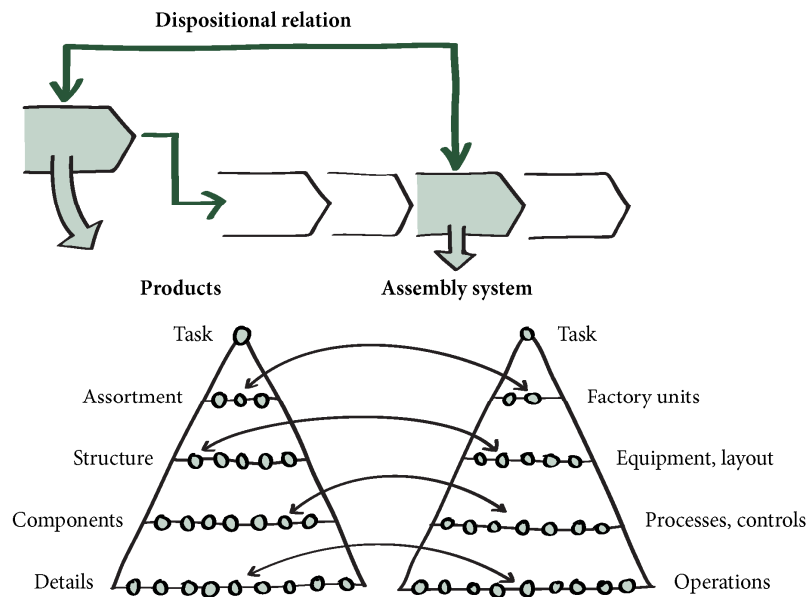 Dispositional relation
Products
Assembly system
Task
Task
Assortment
Factory units
Structure
Equipment, layout
Components
Processes, controls
Details
Operations